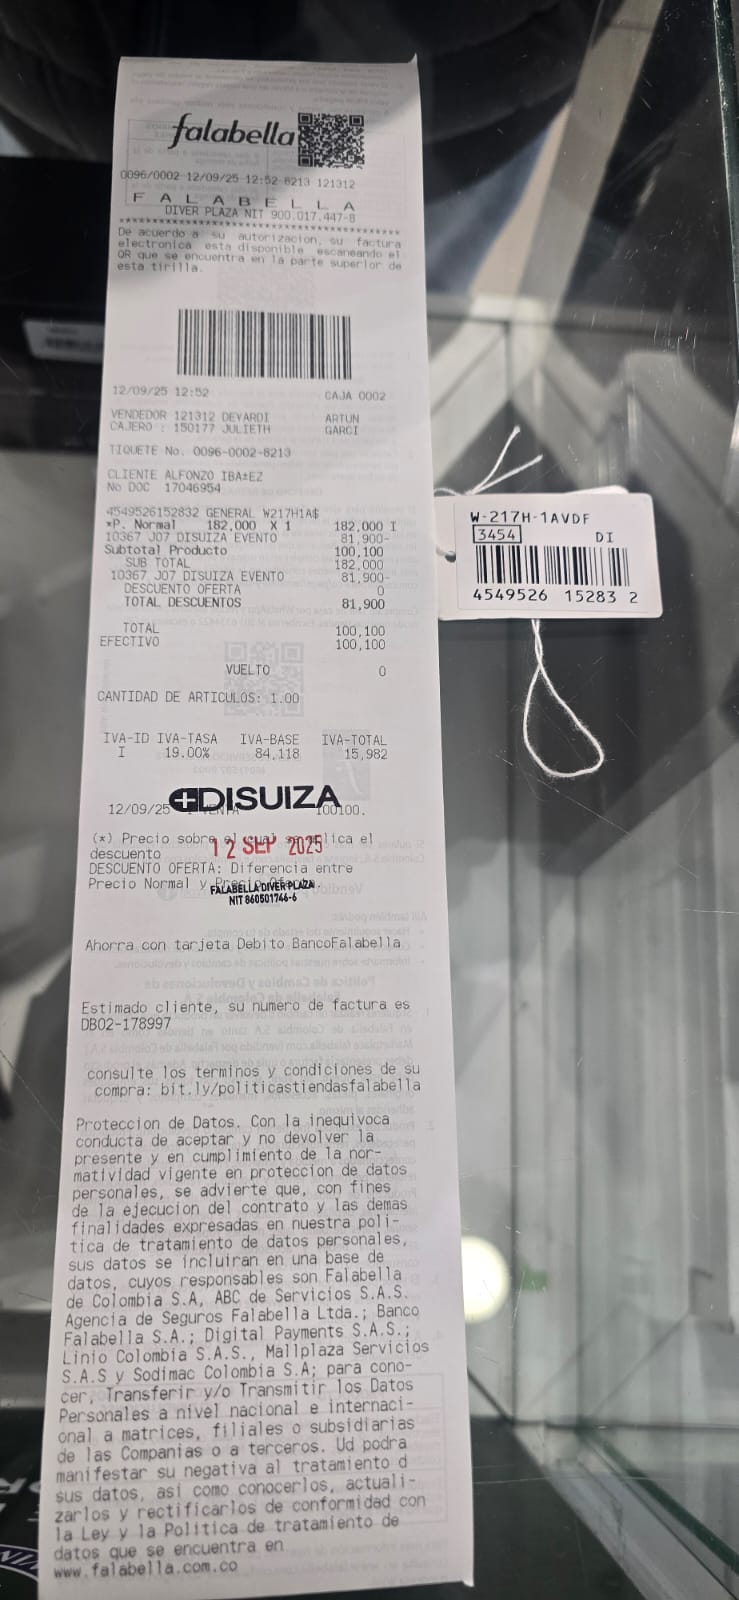 falabella
0096/0002 12/09/25 12:52 8213 121312
F A L A B E L L A
DIVER PLAZA NIT 900.017.447-8
****************************************
De acuerdo a su autorizacion, su factura
electronica esta disponible escaneando el
QR que se encuentra en la parte superior de
esta tirilla.
12/09/25 12:52 CAJA 0002
VENDEDOR 121312 DEYARDI ARTUN
CAJERO : 150177 JULIETH GARCI
TIQUETE No. 0096-0002-8213
CLIENTE ALFONZO IBA±EZ
No DOC 17046954
4549526152832 GENERAL W217H1A$
*P. Normal 182,000 X 1 182,000 I
10367 J07 DISUIZA EVENTO 81,900-
Subtotal Producto 100,100
SUB TOTAL 182,000
10367 J07 DISUIZA EVENTO 81,900-
DESCUENTO OFERTA 0
TOTAL DESCUENTOS 81,900
TOTAL 100,100
EFECTIVO 100,100
VUELTO 0
CANTIDAD DE ARTICULOS: 1.00
IVA-ID IVA-TASA IVA-BASE IVA-TOTAL
I 19.00% 84,118 15,982
DISUIZA
12/09/25 VENTA 100100.
(*) Precio sobre el cual se aplica el
descuento
12 SEP 2025
DESCUENTO OFERTA: Diferencia entre
Precio Normal y Precio Oferta.
FALABELLA DIVER PLAZA
NIT 860501746-6
Ahorra con tarjeta Debito BancoFalabella
Estimado cliente, su numero de factura es
DB02-178997
consulte los terminos y condiciones de su
compra: bit.ly/politicastiendasfalabella
Proteccion de Datos. Con la inequivoca
conducta de aceptar y no devolver la
presente y en cumplimiento de la nor-
matividad vigente en proteccion de datos
personales, se advierte que, con fines
de la ejecucion del contrato y las demas
finalidades expresadas en nuestra poli-
tica de tratamiento de datos personales,
sus datos se incluiran en una base de
datos, cuyos responsables son Falabella
de Colombia S.A, ABC de Servicios S.A.S.
Agencia de Seguros Falabella Ltda.; Banco
Falabella S.A.; Digital Payments S.A.S.;
Linio Colombia S.A.S., Mallplaza Servicios
S.A.S y Sodimac Colombia S.A; para cono-
cer, Transferir y/o Transmitir los Datos
Personales a nivel nacional e internaci-
onal a matrices, filiales o subsidiarias
de las Companias o a terceros. Ud podra
manifestar su negativa al tratamiento d
sus datos, asi como conocerlos, actuali-
zarlos y rectificarlos de conformidad con
la Ley y la Politica de tratamiento de
datos que se encuentra en
www.falabella.com.co
W-217H-1AVDF
3454 DI
4549526 15283 2